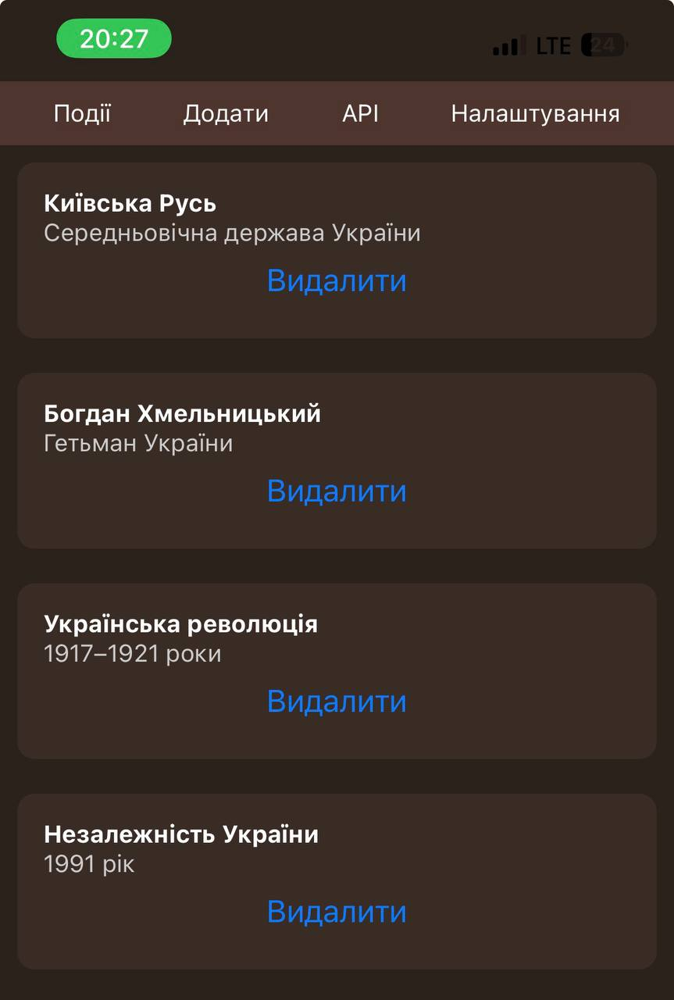 20:27 LTE 24
Події Додати API Налаштування
Київська Русь
Середньовічна держава України
Видалити
Богдан Хмельницький
Гетьман України
Видалити
Українська революція
1917–1921 роки
Видалити
Незалежність України
1991 рік
Видалити